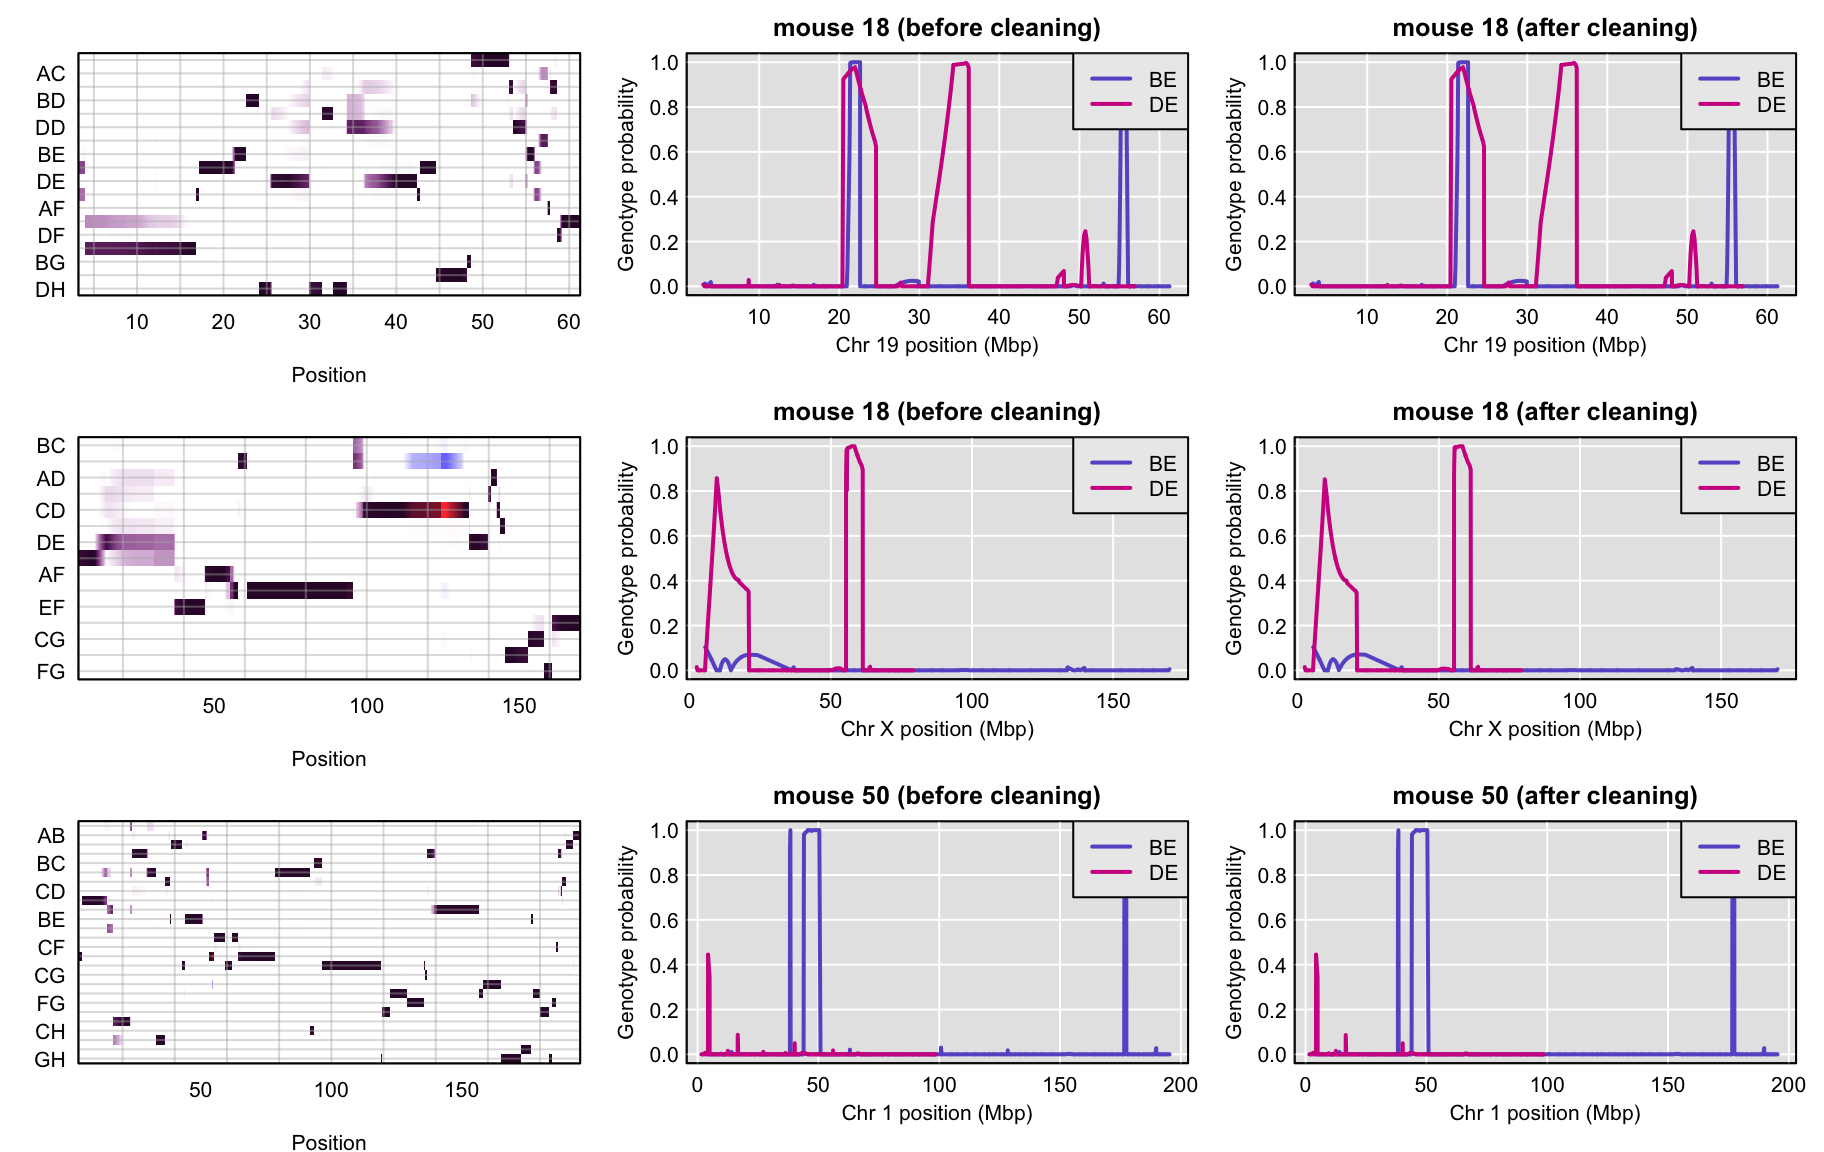 mouse 18 (before cleaning)
mouse 18 (after cleaning)
AC
BD
DD
BE
DE
AF
DF
BG
DH
10 20 30 40 50 60
Position
Genotype probability
1.0
0.8
0.6
0.4
0.2
0.0
BE
DE
10 20 30 40 50 60
Chr 19 position (Mbp)
Genotype probability
1.0
0.8
0.6
0.4
0.2
0.0
BE
DE
10 20 30 40 50 60
Chr 19 position (Mbp)
mouse 18 (before cleaning)
mouse 18 (after cleaning)
BC
AD
CD
DE
AF
EF
CG
FG
50 100 150
Position
Genotype probability
1.0
0.8
0.6
0.4
0.2
0.0
BE
DE
0 50 100 150
Chr X position (Mbp)
Genotype probability
1.0
0.8
0.6
0.4
0.2
0.0
BE
DE
0 50 100 150
Chr X position (Mbp)
mouse 50 (before cleaning)
mouse 50 (after cleaning)
AB
BC
CD
BE
CF
CG
FG
CH
GH
50 100 150
Position
Genotype probability
1.0
0.8
0.6
0.4
0.2
0.0
BE
DE
0 50 100 150 200
Chr 1 position (Mbp)
Genotype probability
1.0
0.8
0.6
0.4
0.2
0.0
BE
DE
0 50 100 150 200
Chr 1 position (Mbp)